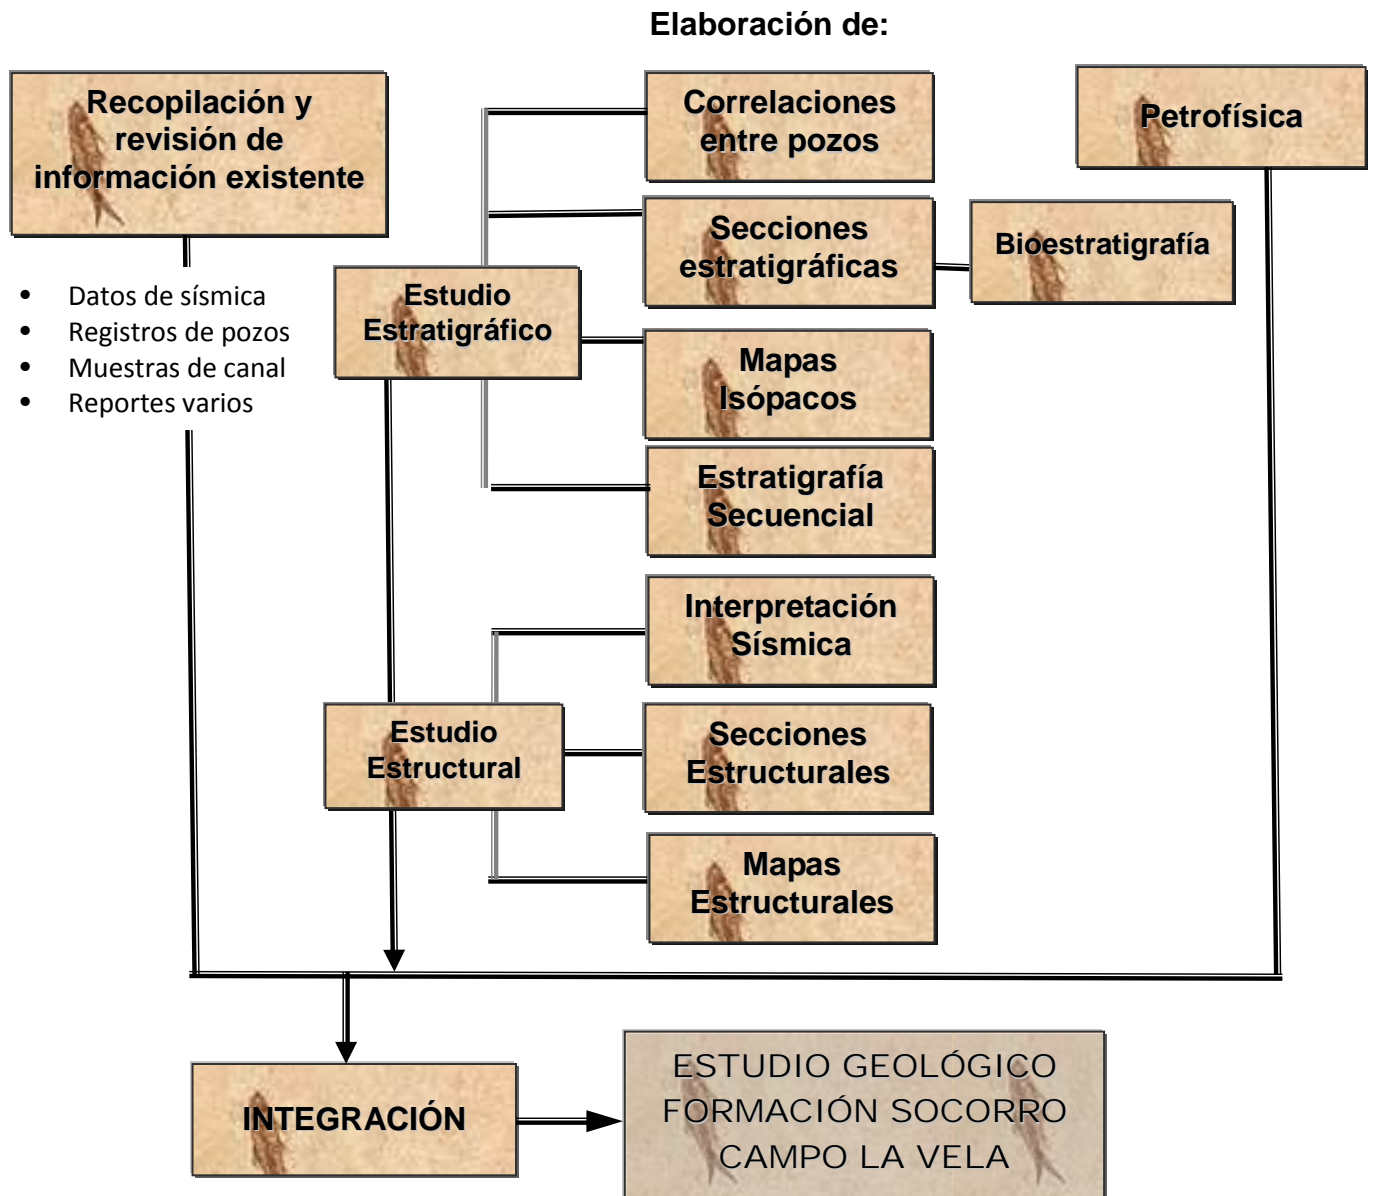 Elaboración de:
Recopilación y
revisión de
información existente
• Datos de sísmica
• Registros de pozos
• Muestras de canal
• Reportes varios
Estudio
Estratigráfico
Correlaciones
entre pozos
Secciones
estratigráficas
Bioestratigrafía
Mapas
Isópacos
Estratigrafía
Secuencial
Petrofísica
Estudio
Estructural
Interpretación
Sísmica
Secciones
Estructurales
Mapas
Estructurales
INTEGRACIÓN
ESTUDIO GEOLÓGICO
FORMACIÓN SOCORRO
CAMPO LA VELA